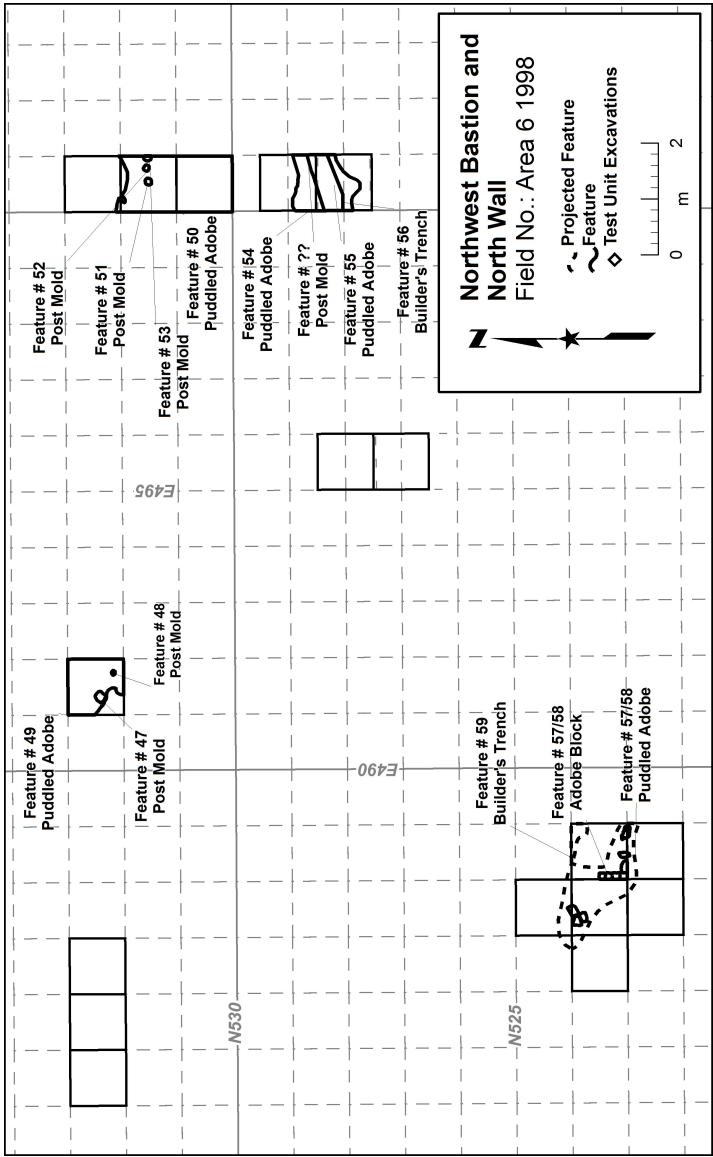 Northwest Bastion and
North Wall
Field No.: Area 6 1998
Projected Feature
Feature
Test Unit Excavations
N
0
m
2
Feature # 52
Post Mold
Feature # 51
Post Mold
Feature # 53
Post Mold
Feature # 50
Puddled Adobe
Feature # 54
Puddled Adobe
Feature # ??
Post Mold
Feature # 55
Puddled Adobe
Feature # 56
Builder's Trench
E495
Feature # 48
Post Mold
Feature # 49
Puddled Adobe
Feature # 47
Post Mold
E490
Feature # 59
Builder's Trench
Feature # 57/58
Adobe Block
Feature # 57/58
Puddled Adobe
N530
N525